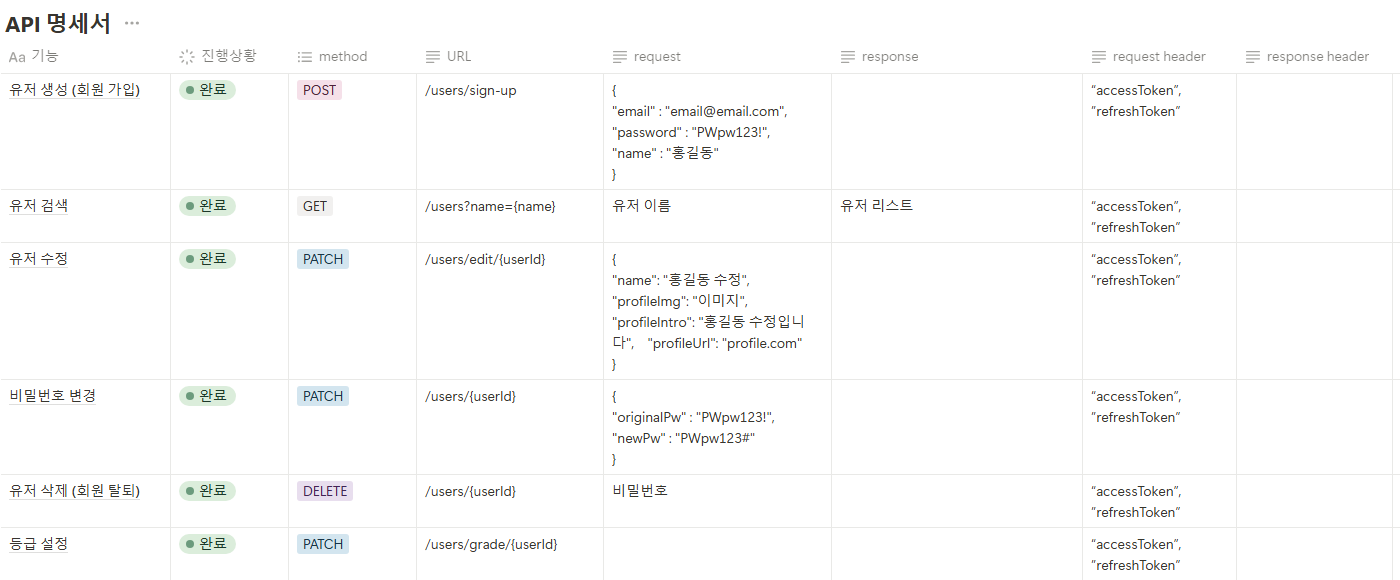 API 명세서 ...
Aa 기능 진행상황 method URL request response request header response header
유저 생성 (회원 가입) 완료 POST /users/sign-up { "accessToken",
"email" : "email@email.com", "refreshToken"
"password" : "PWpw123!",
"name" : "홍길동"
}
유저 검색 완료 GET /users?name={name} 유저 이름 유저 리스트 "accessToken",
"refreshToken"
유저 수정 완료 PATCH /users/edit/{userId} { "accessToken",
"name": "홍길동 수정", "refreshToken"
"profileImg": "이미지",
"profileIntro": "홍길동 수정입니
다", "profileUrl": "profile.com"
}
비밀번호 변경 완료 PATCH /users/{userId} { "accessToken",
"originalPw" : "PWpw123!", "refreshToken"
"newPw" : "PWpw123#"
}
유저 삭제 (회원 탈퇴) 완료 DELETE /users/{userId} 비밀번호 "accessToken",
"refreshToken"
등급 설정 완료 PATCH /users/grade/{userId} "accessToken",
"refreshToken"